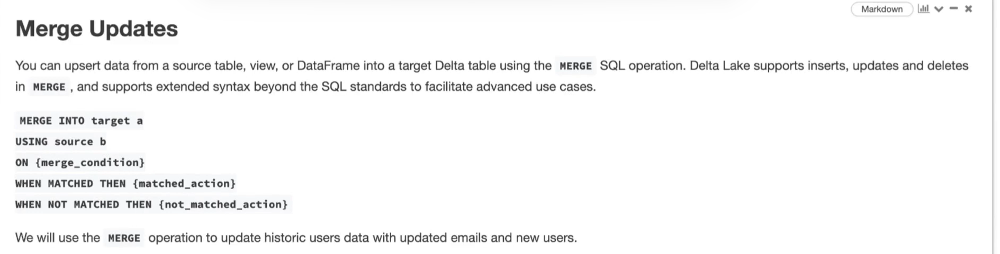 Markdown
Merge Updates
You can upsert data from a source table, view, or DataFrame into a target Delta table using the MERGE SQL operation. Delta Lake supports inserts, updates and deletes
in MERGE , and supports extended syntax beyond the SQL standards to facilitate advanced use cases.
MERGE INTO target a
USING source b
ON {merge_condition}
WHEN MATCHED THEN {matched_action}
WHEN NOT MATCHED THEN {not_matched_action}
We will use the MERGE operation to update historic users data with updated emails and new users.